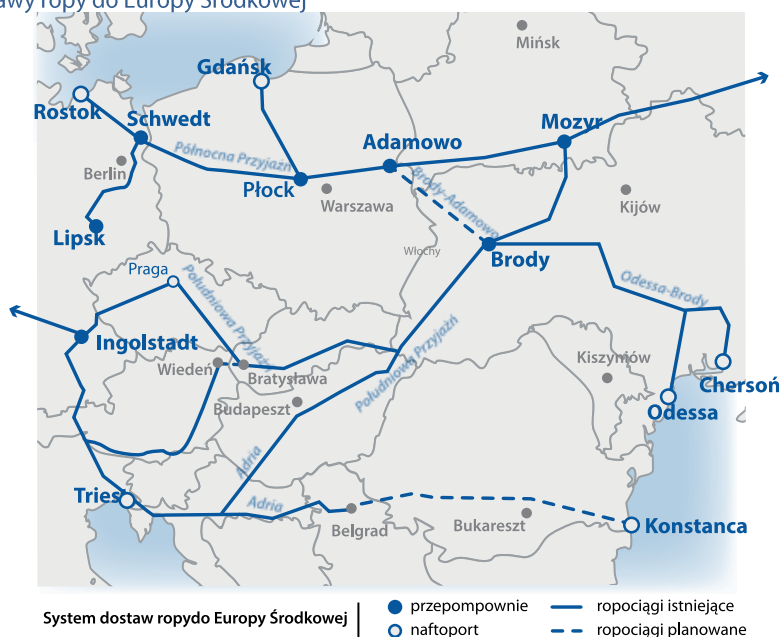 awy ropy do Europy Środkowej
Mińsk
Gdańsk
Rostok
Schwedt
Mozyr
Adamowo
Północna Przyjaźń
Berlin
Płock
Brody-Adamowo
Warszawa
Kijów
Lipsk
Włochy
Brody
Praga
Południowa Przyjaźń
Odessa-Brody
Ingolstadt
Wiedeń
Bratysława
Południowa Przyjaźń
Kiszyniów
Chersoń
Budapeszt
Odessa
Adria
Tries
Adria
Belgrad
Bukareszt
Konstanca
System dostaw ropydo Europy Środkowej
przepompownie
ropociągi istniejące
naftoport
ropociągi planowane